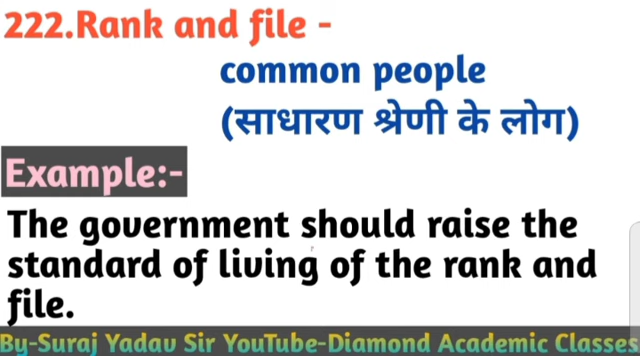 222.Rank and file -
common people
(साधारण श्रेणी के लोग)
Example:-
The government should raise the
standard of living of the rank and
file.
By-Suraj Yadav Sir YouTube-Diamond Academic Classes